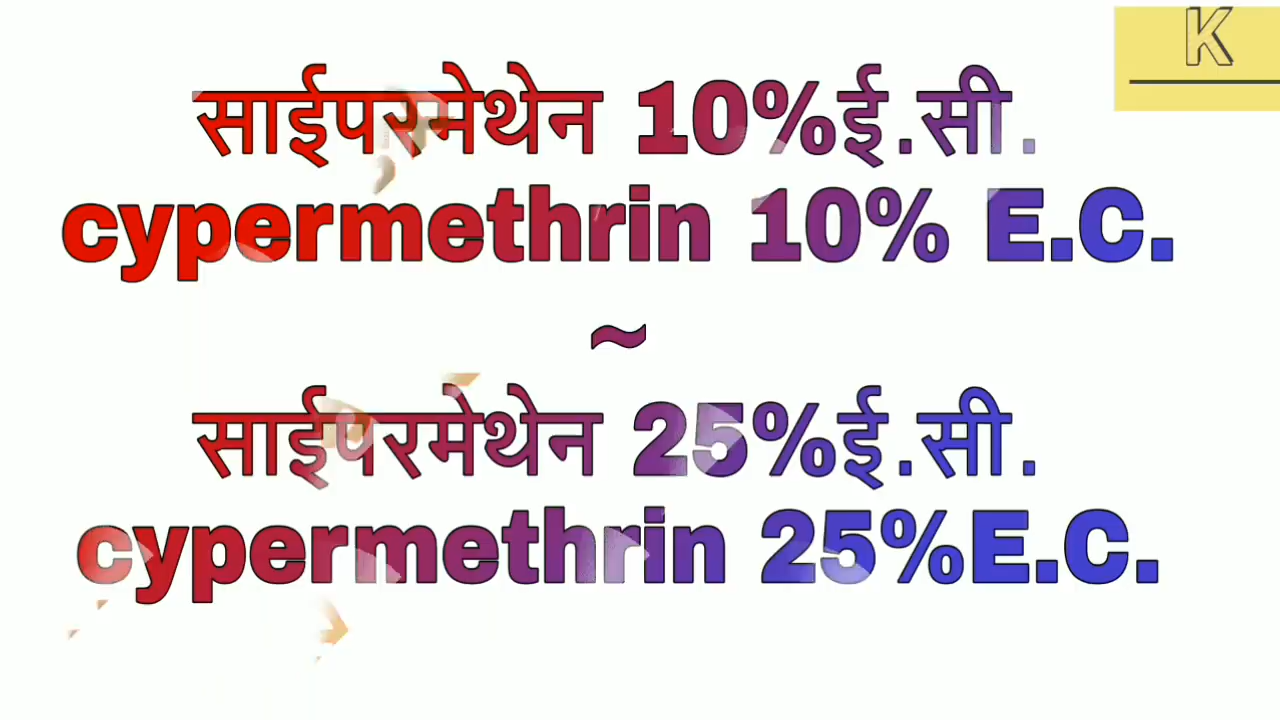 K
साईपरमेथेन 10%ई.सी.
cypermethrin 10% E.C.
~
साईपरमेथेन 25%ई.सी.
cypermethrin 25%E.C.